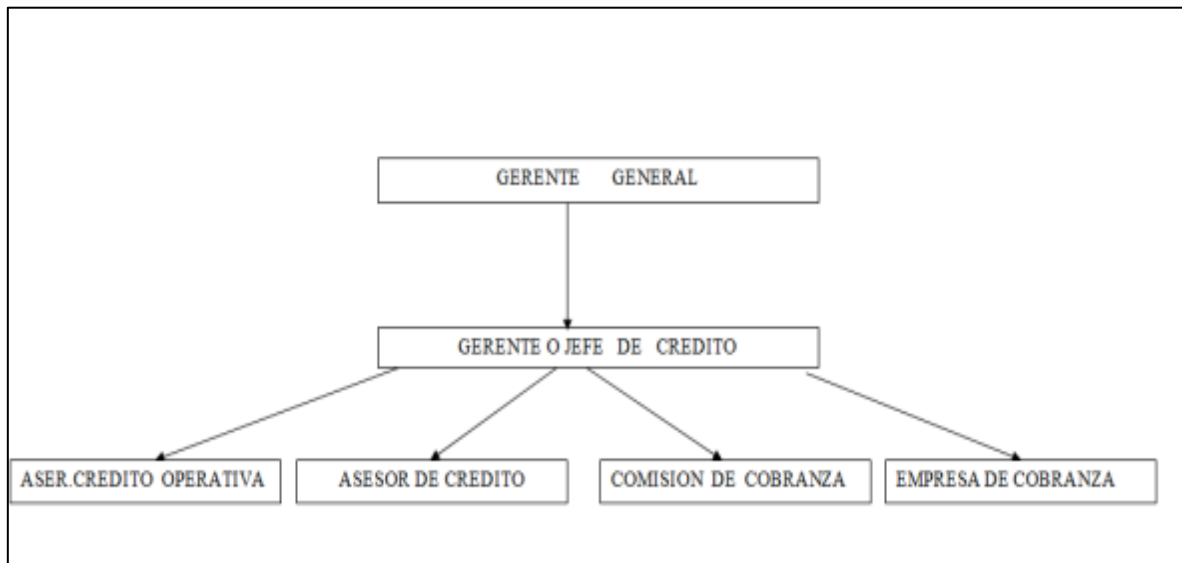 GERENTE GENERAL
GERENTE O JEFE DE CREDITO
ASER.CREDITO OPERATIVA
ASESOR DE CREDITO
COMISION DE COBRANZA
EMPRESA DE COBRANZA